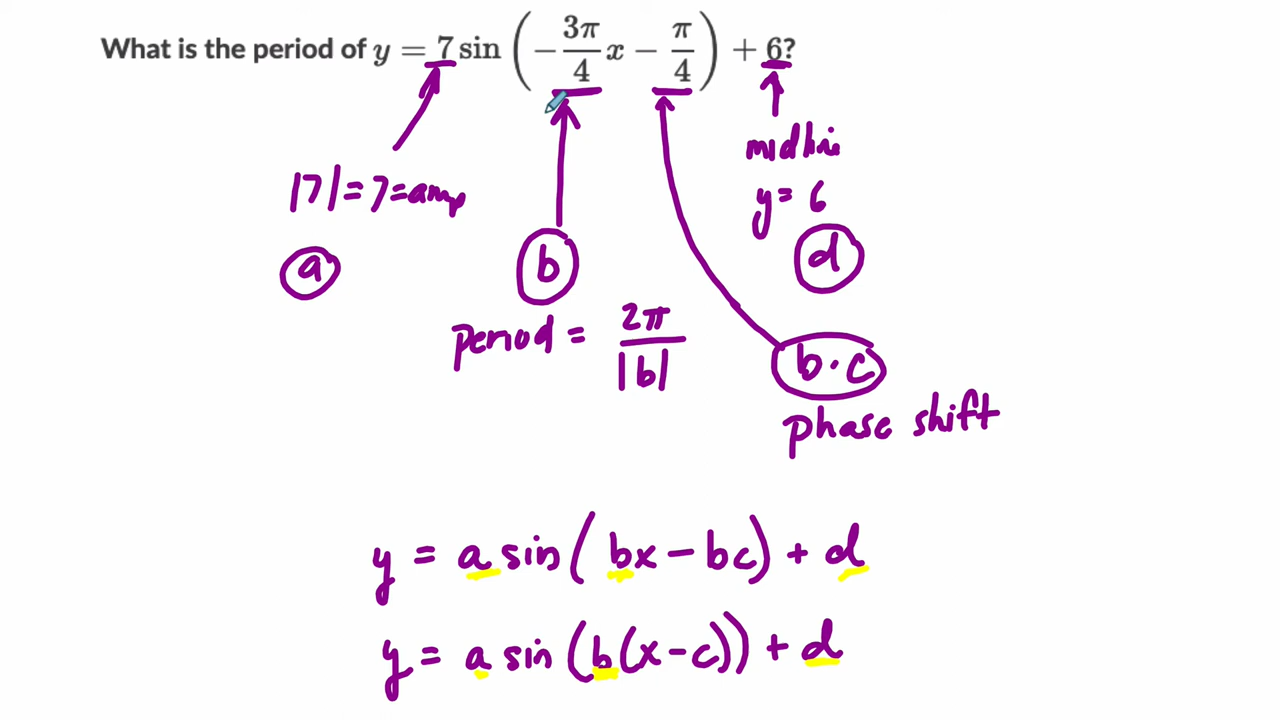 What is the period of y = 7 sin (−3π/4 x − π/4) + 6?
midline
|7| = 7 = amp
y = 6
a
b
d
period = 2π/|b|
b · c
phase shift
y = a sin(bx − bc) + d
y = a sin(b(x − c)) + d